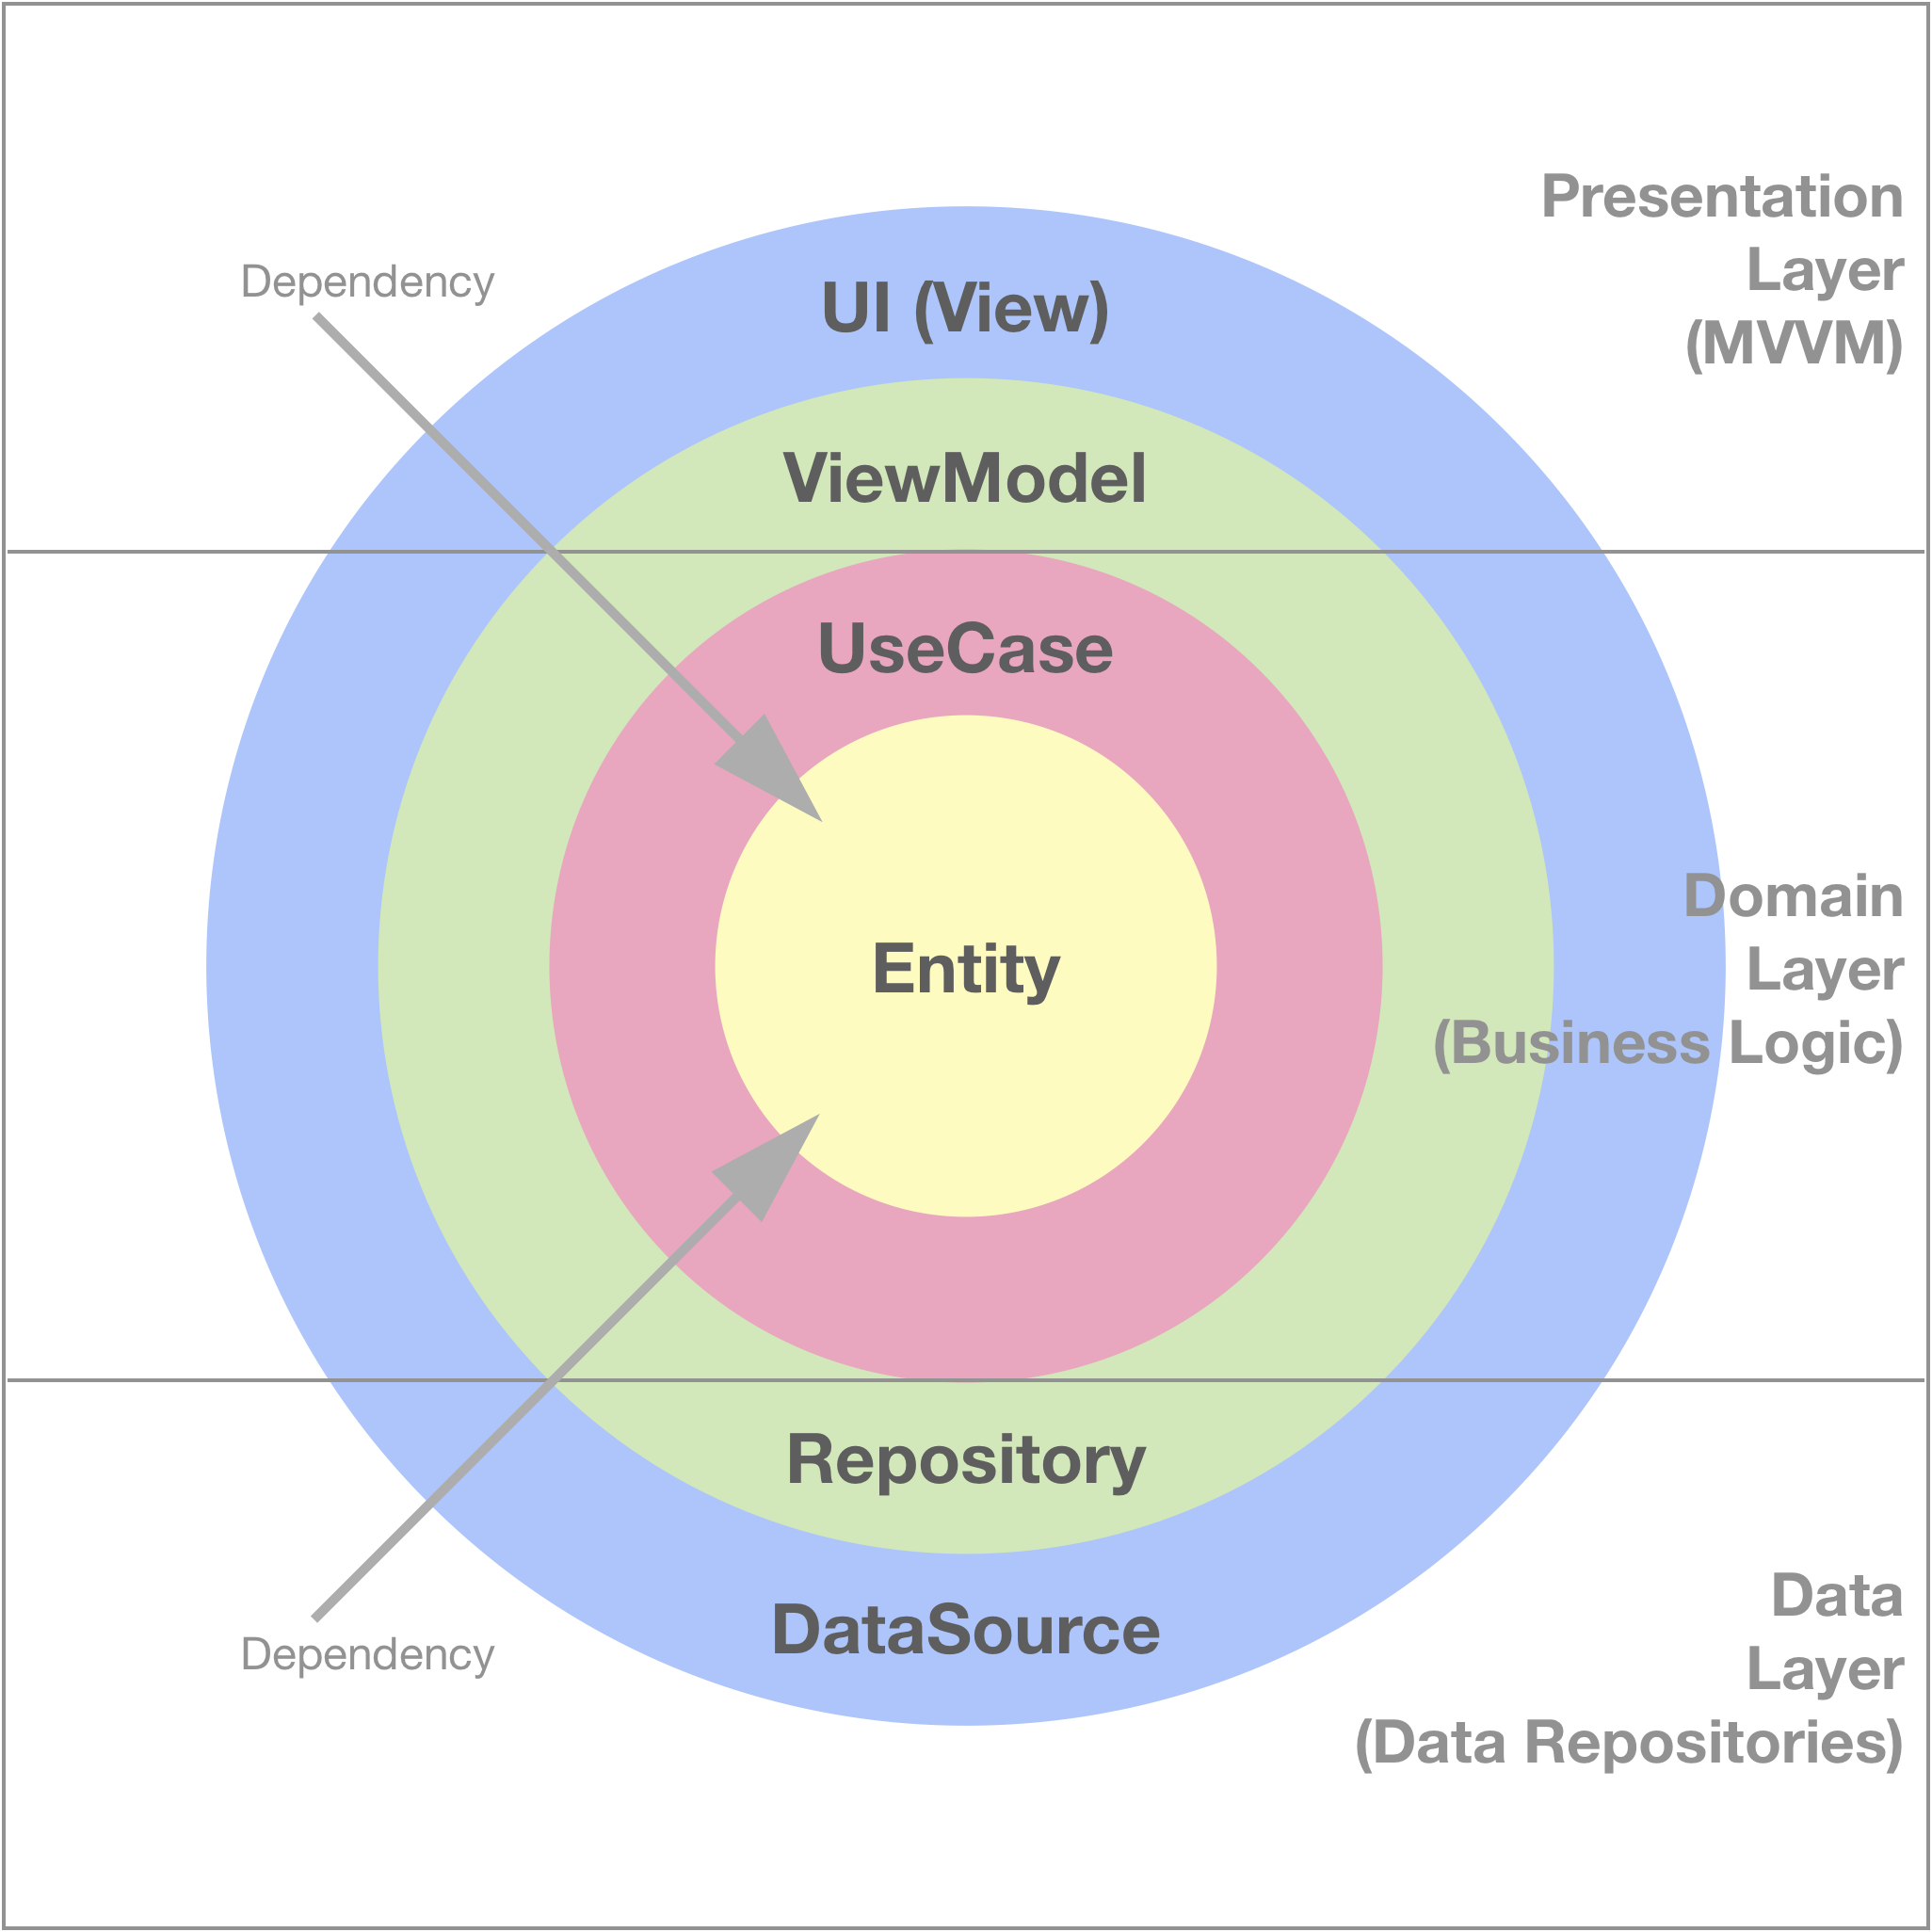 Presentation
Layer
(MVVM)
Dependency
UI (View)
ViewModel
UseCase
Domain
Layer
(Business Logic)
Entity
Repository
DataSource
Dependency
Data
Layer
(Data Repositories)